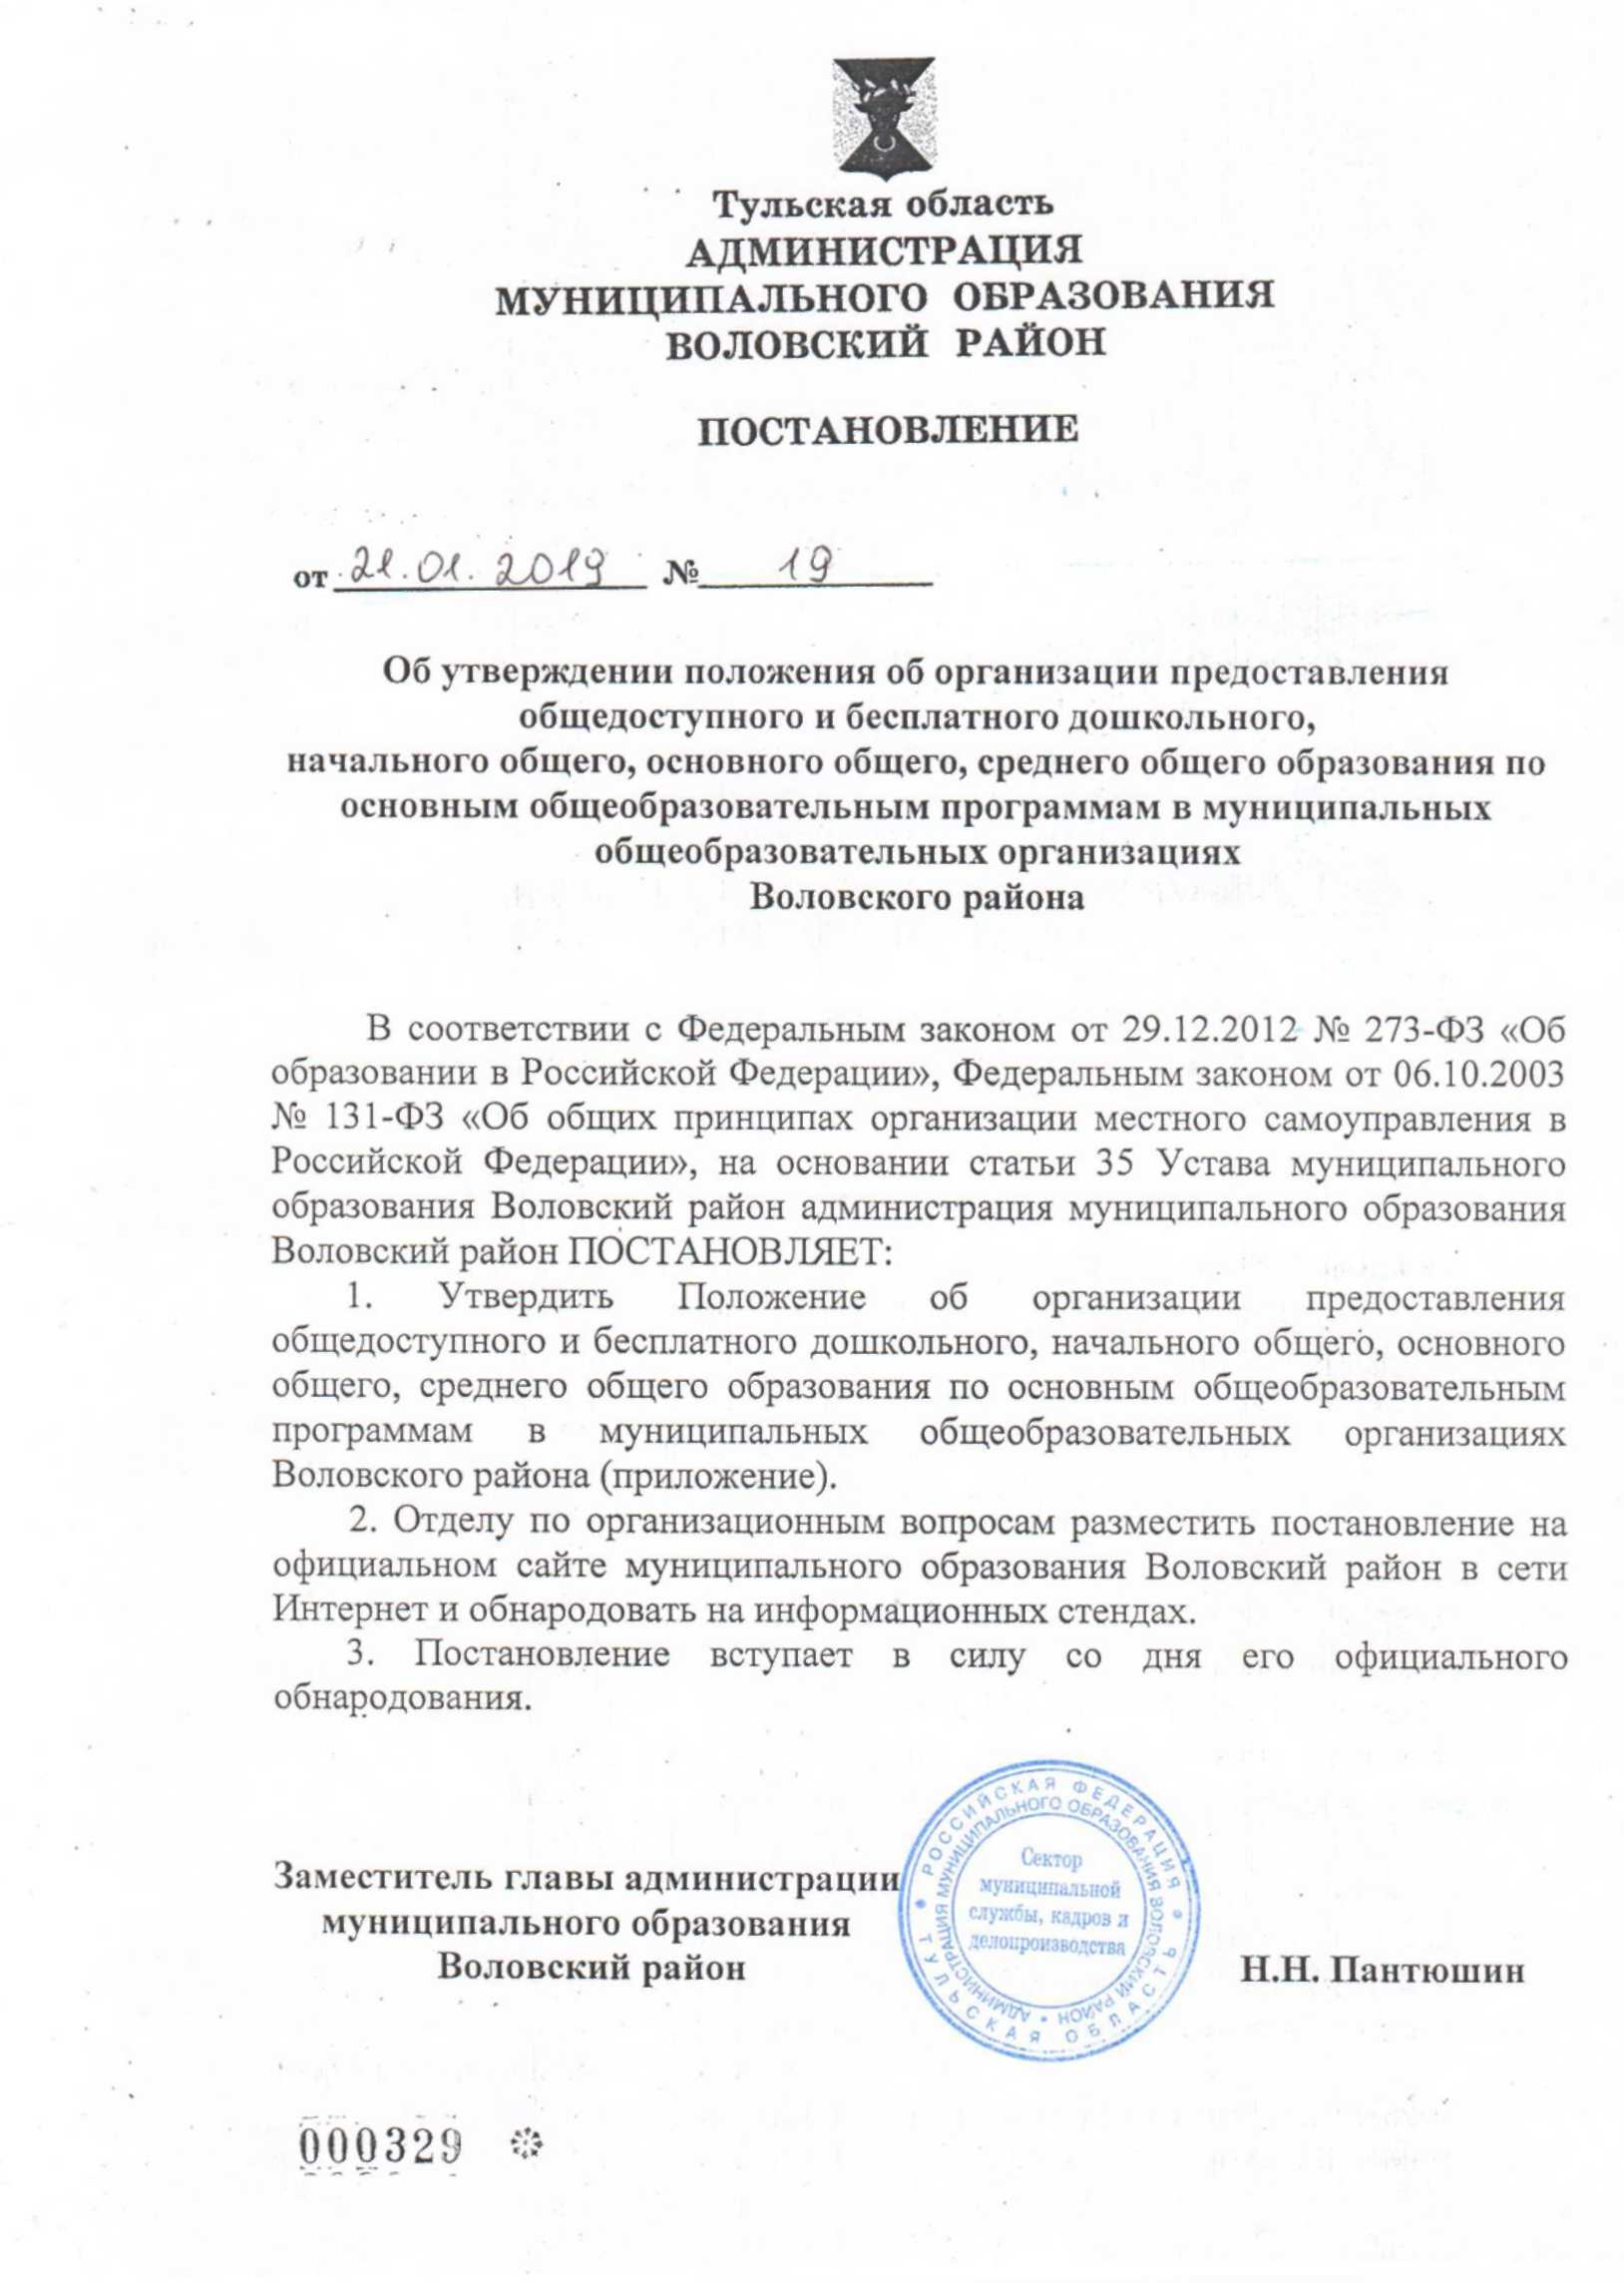 Тульская область
АДМИНИСТРАЦИЯ
МУНИЦИПАЛЬНОГО ОБРАЗОВАНИЯ
ВОЛОВСКИЙ РАЙОН
ПОСТАНОВЛЕНИЕ
от 21.01.2019 № 19
Об утверждении положения об организации предоставления
общедоступного и бесплатного дошкольного,
начального общего, основного общего, среднего общего образования по
основным общеобразовательным программам в муниципальных
общеобразовательных организациях
Воловского района
В соответствии с Федеральным законом от 29.12.2012 № 273-ФЗ «Об
образовании в Российской Федерации», Федеральным законом от 06.10.2003
№ 131-ФЗ «Об общих принципах организации местного самоуправления в
Российской Федерации», на основании статьи 35 Устава муниципального
образования Воловский район администрация муниципального образования
Воловский район ПОСТАНОВЛЯЕТ:
1. Утвердить Положение об организации предоставления
общедоступного и бесплатного дошкольного, начального общего, основного
общего, среднего общего образования по основным общеобразовательным
программам в муниципальных общеобразовательных организациях
Воловского района (приложение).
2. Отделу по организационным вопросам разместить постановление на
официальном сайте муниципального образования Воловский район в сети
Интернет и обнародовать на информационных стендах.
3. Постановление вступает в силу со дня его официального
обнародования.
Заместитель главы администрации
муниципального образования
Воловский район
Н.Н. Пантюшин
РОССИЙСКАЯ ФЕДЕРАЦИЯ
ТУЛЬСКАЯ ОБЛАСТЬ
АДМИНИСТРАЦИЯ МУНИЦИПАЛЬНОГО ОБРАЗОВАНИЯ ВОЛОВСКИЙ РАЙОН
Сектор
муниципальной
службы, кадров и
делопроизводства
000329